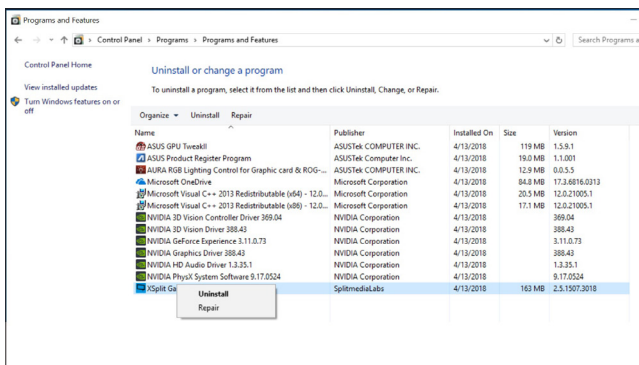 Programs and Features
Control Panel > Programs > Programs and Features
Search Programs a
Control Panel Home
View installed updates
Turn Windows features on or
off
Uninstall or change a program
To uninstall a program, select it from the list and then click Uninstall, Change, or Repair.
Organize Uninstall Repair
Name Publisher Installed On Size Version
ASUS GPU TweakII ASUSTek COMPUTER INC. 4/13/2018 119 MB 1.5.9.1
ASUS Product Register Program ASUSTek Computer Inc. 4/13/2018 19.0 MB 1.1.001
AURA RGB Lighting Control for Graphic card & ROG-... ASUSTek COMPUTER INC. 4/13/2018 12.9 MB 0.0.5.5
Microsoft OneDrive Microsoft Corporation 4/13/2018 84.8 MB 17.3.6816.0313
Microsoft Visual C++ 2013 Redistributable (x64) - 12.0... Microsoft Corporation 4/13/2018 20.5 MB 12.0.21005.1
Microsoft Visual C++ 2013 Redistributable (x86) - 12.0... Microsoft Corporation 4/13/2018 17.1 MB 12.0.21005.1
NVIDIA 3D Vision Controller Driver 369.04 NVIDIA Corporation 4/13/2018 369.04
NVIDIA 3D Vision Driver 388.43 NVIDIA Corporation 4/13/2018 388.43
NVIDIA GeForce Experience 3.11.0.73 NVIDIA Corporation 4/13/2018 3.11.0.73
NVIDIA Graphics Driver 388.43 NVIDIA Corporation 4/13/2018 388.43
NVIDIA HD Audio Driver 1.3.35.1 NVIDIA Corporation 4/13/2018 1.3.35.1
NVIDIA PhysX System Software 9.17.0524 NVIDIA Corporation 4/13/2018 9.17.0524
XSplit Ga SplitmediaLabs 4/13/2018 163 MB 2.5.1507.3018
Uninstall
Repair